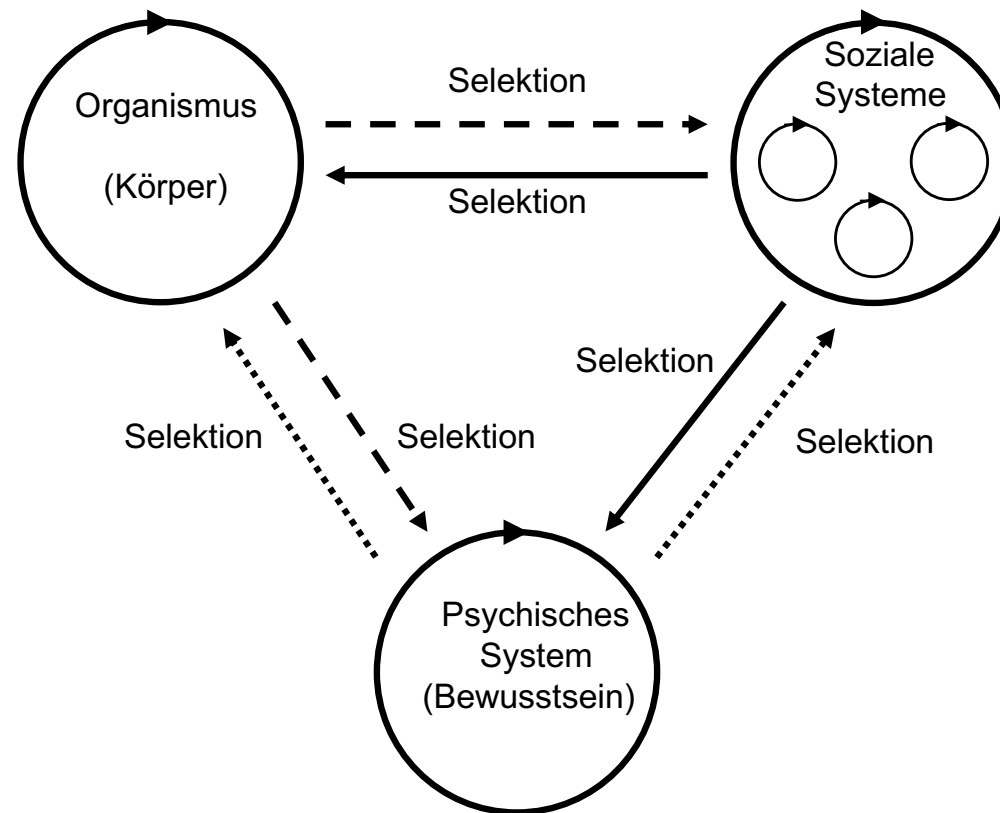 Organismus
(Körper)
Selektion
Selektion
Soziale
Systeme
Selektion
Selektion
Selektion
Selektion
Psychisches
System
(Bewusstsein)